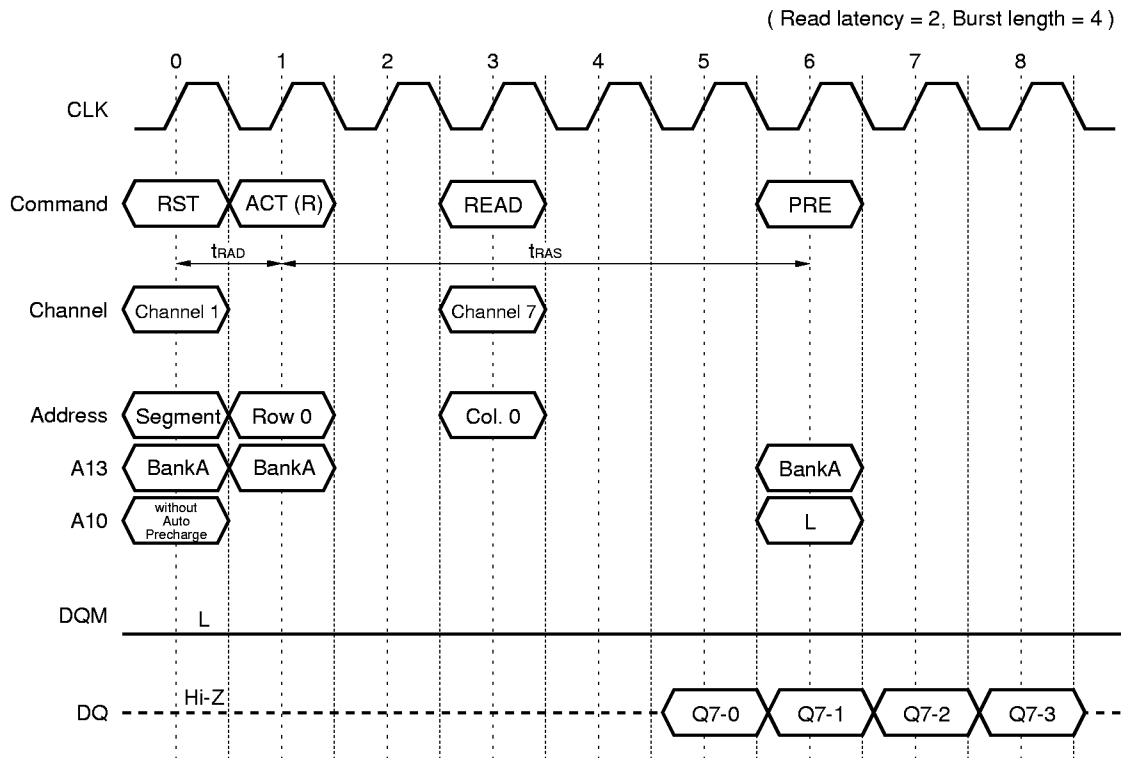 ( Read latency = 2, Burst length = 4 )
0 1 2 3 4 5 6 7 8
CLK
Command RST ACT (R) READ PRE
tRAD tRAS
Channel Channel 1 Channel 7
Address Segment Row 0 Col. 0
A13 BankA BankA BankA
A10 without Auto Precharge L
DQM L
DQ Hi-Z Q7-0 Q7-1 Q7-2 Q7-3